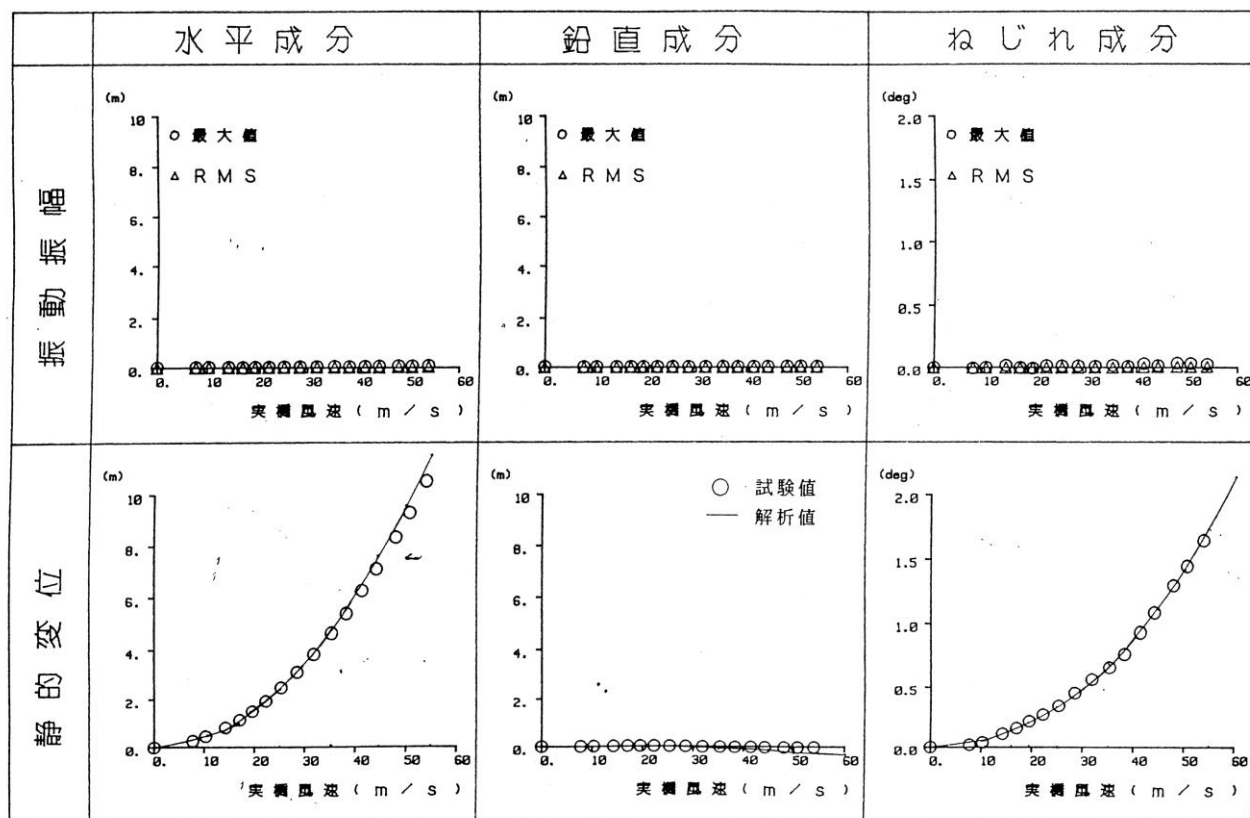 水平成分
鉛直成分
ねじれ成分
振動振幅
(m)
10
8.
6.
4.
2.
0.
○ 最大値
△ RMS
0. 10 20 30 40 50 60
実橋風速(m/s)
(m)
10
8.
6.
4.
2.
0.
○ 最大値
△ RMS
0. 10 20 30 40 50 60
実橋風速(m/s)
(deg)
2.0
1.5
1.0
0.5
0.0
○ 最大値
△ RMS
0. 10 20 30 40 50 60
実橋風速(m/s)
静的変位
(m)
10
8.
6.
4.
2.
0.
0. 10 20 30 40 50 60
実橋風速(m/s)
(m)
10
8.
6.
4.
2.
0.
○ 試験値
― 解析値
0. 10 20 30 40 50 60
実橋風速(m/s)
(deg)
2.0
1.5
1.0
0.5
0.0
0. 10 20 30 40 50 60
実橋風速(m/s)